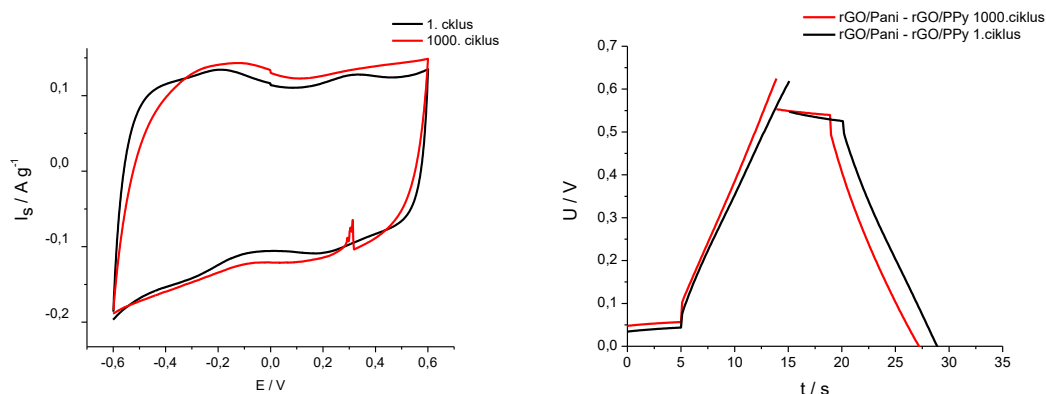 1. cklus
1000. ciklus
0,1
0,0
-0,1
-0,2
I_s / A g^-1
-0,6 -0,4 -0,2 0,0 0,2 0,4 0,6
E / V
rGO/Pani - rGO/PPy 1000.ciklus
rGO/Pani - rGO/PPy 1.ciklus
0,7
0,6
0,5
0,4
0,3
0,2
0,1
0,0
U / V
0 5 10 15 20 25 30 35
t / s